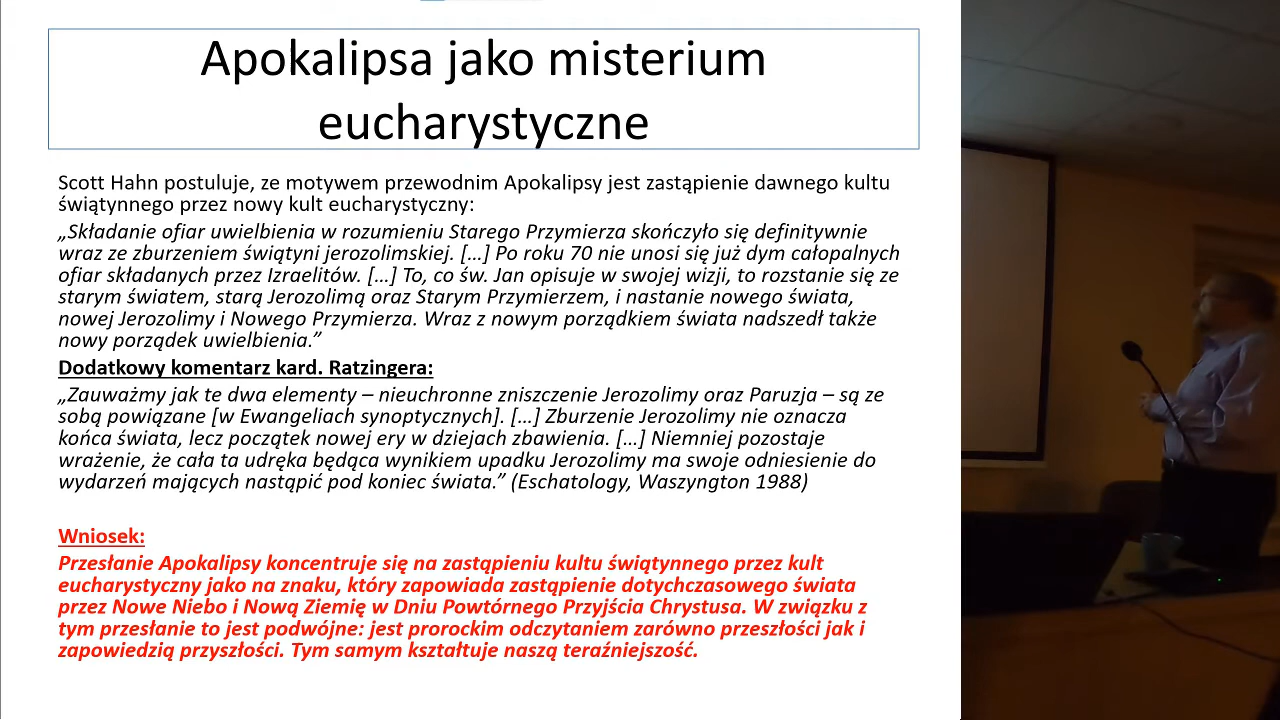 Apokalipsa jako misterium
eucharystyczne
Scott Hahn postuluje, ze motywem przewodnim Apokalipsy jest zastąpienie dawnego kultu
świątynnego przez nowy kult eucharystyczny:
„Składanie ofiar uwielbienia w rozumieniu Starego Przymierza skończyło się definitywnie
wraz ze zburzeniem świątyni jerozolimskiej. […] Po roku 70 nie unosi się już dym całopalnych
ofiar składanych przez Izraelitów. […] To, co św. Jan opisuje w swojej wizji, to rozstanie się ze
starym światem, starą Jerozolimą oraz Starym Przymierzem, i nastanie nowego świata,
nowej Jerozolimy i Nowego Przymierza. Wraz z nowym porządkiem świata nadszedł także
nowy porządek uwielbienia.”
Dodatkowy komentarz kard. Ratzingera:
„Zauważmy jak te dwa elementy – nieuchronne zniszczenie Jerozolimy oraz Paruzja – są ze
sobą powiązane [w Ewangeliach synoptycznych]. […] Zburzenie Jerozolimy nie oznacza
końca świata, lecz początek nowej ery w dziejach zbawienia. […] Niemniej pozostaje
wrażenie, że cała ta udręka będąca wynikiem upadku Jerozolimy ma swoje odniesienie do
wydarzeń mających nastąpić pod koniec świata.” (Eschatology, Waszyngton 1988)
Wniosek:
Przesłanie Apokalipsy koncentruje się na zastąpieniu kultu świątynnego przez kult
eucharystyczny jako na znaku, który zapowiada zastąpienie dotychczasowego świata
przez Nowe Niebo i Nową Ziemię w Dniu Powtórnego Przyjścia Chrystusa. W związku z
tym przesłanie to jest podwójne: jest prorockim odczytaniem zarówno przeszłości jak i
zapowiedzią przyszłości. Tym samym kształtuje naszą teraźniejszość.